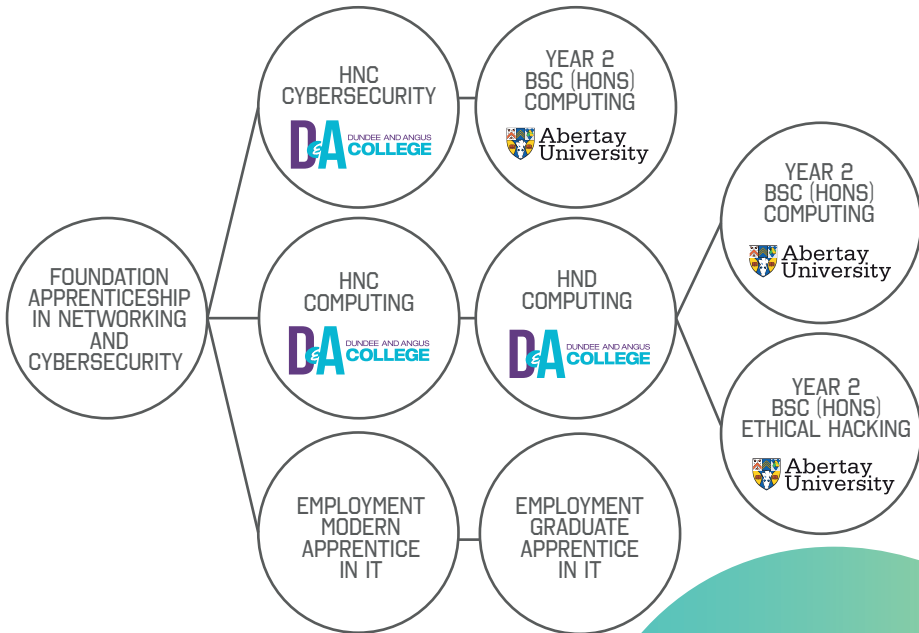 FOUNDATION
APPRENTICESHIP
IN NETWORKING
AND
CYBERSECURITY
HNC
CYBERSECURITY
D&A DUNDEE AND ANGUS
COLLEGE
YEAR 2
BSC (HONS)
COMPUTING
Abertay
University
HNC
COMPUTING
D&A DUNDEE AND ANGUS
COLLEGE
HND
COMPUTING
D&A DUNDEE AND ANGUS
COLLEGE
YEAR 2
BSC (HONS)
COMPUTING
Abertay
University
YEAR 2
BSC (HONS)
ETHICAL HACKING
Abertay
University
EMPLOYMENT
MODERN
APPRENTICE
IN IT
EMPLOYMENT
GRADUATE
APPRENTICE
IN IT